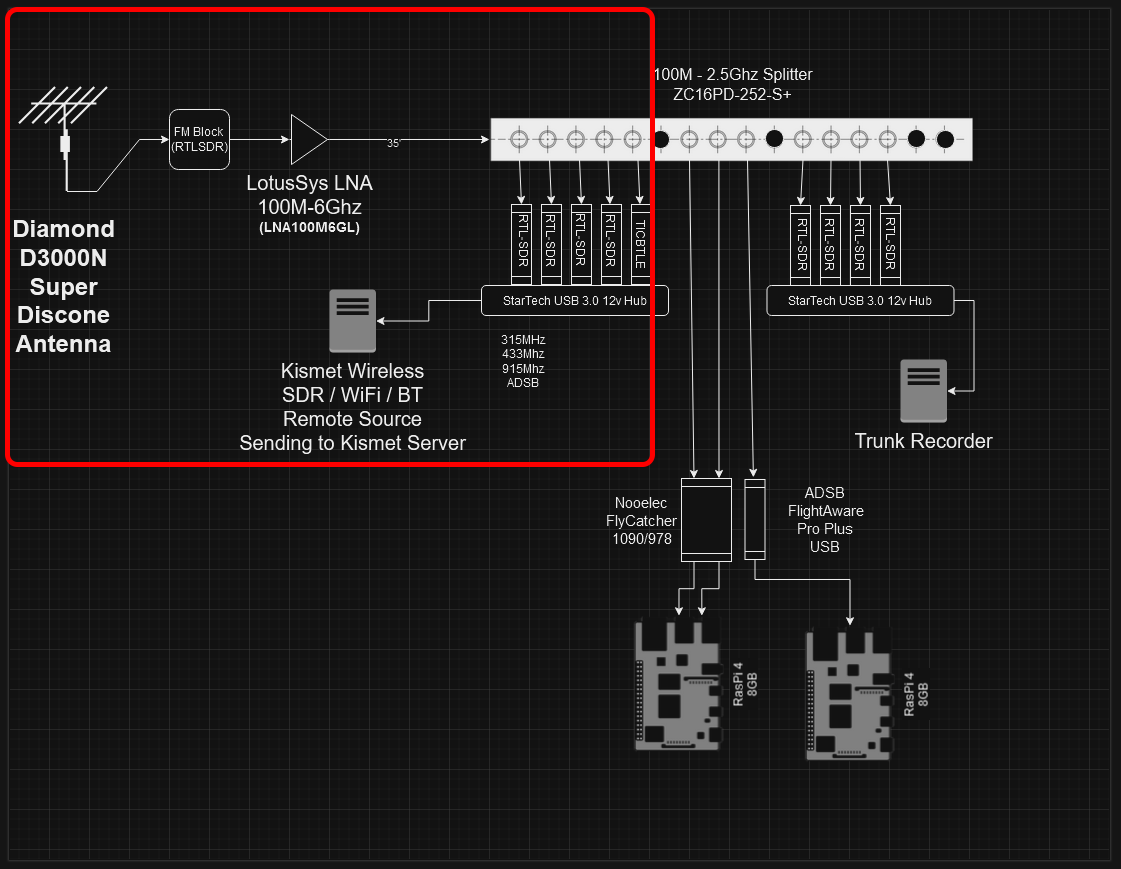 100M - 2.5Ghz Splitter
ZC16PD-252-S+
FM Block
(RTLSDR)
35'
LotusSys LNA
100M-6Ghz
(LNA100M6GL)
Diamond
D3000N
Super
Discone
Antenna
RTL-SDR
RTL-SDR
RTL-SDR
RTL-SDR
TICBTLE
RTL-SDR
RTL-SDR
RTL-SDR
RTL-SDR
StarTech USB 3.0 12v Hub
StarTech USB 3.0 12v Hub
315MHz
433Mhz
915Mhz
ADSB
Kismet Wireless
SDR / WiFi / BT
Remote Source
Sending to Kismet Server
Trunk Recorder
Nooelec
FlyCatcher
1090/978
ADSB
FlightAware
Pro Plus
USB
RasPi 4
8GB
RasPi 4
8GB